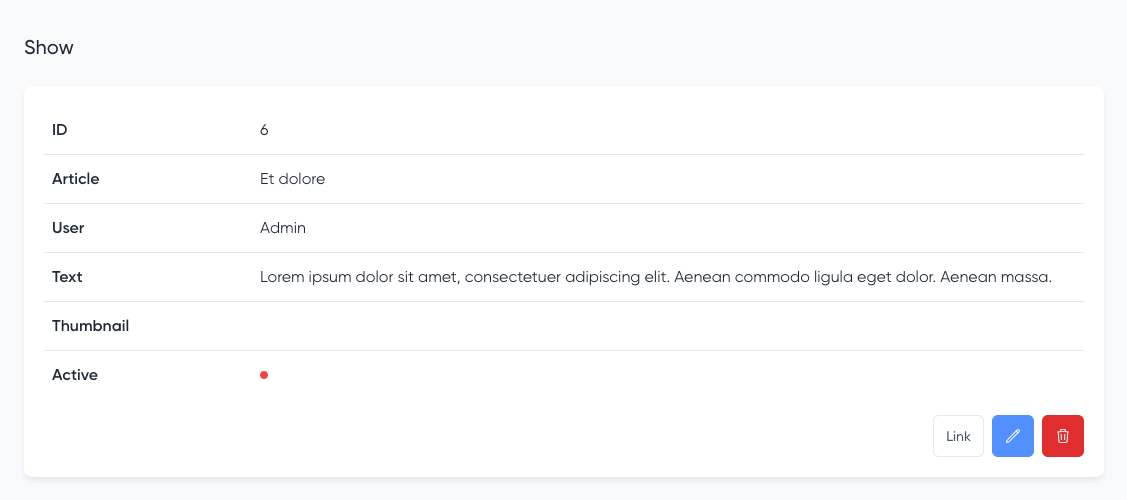 Show
ID 6
Article Et dolore
User Admin
Text Lorem ipsum dolor sit amet, consectetuer adipiscing elit. Aenean commodo ligula eget dolor. Aenean massa.
Thumbnail
Active
Link